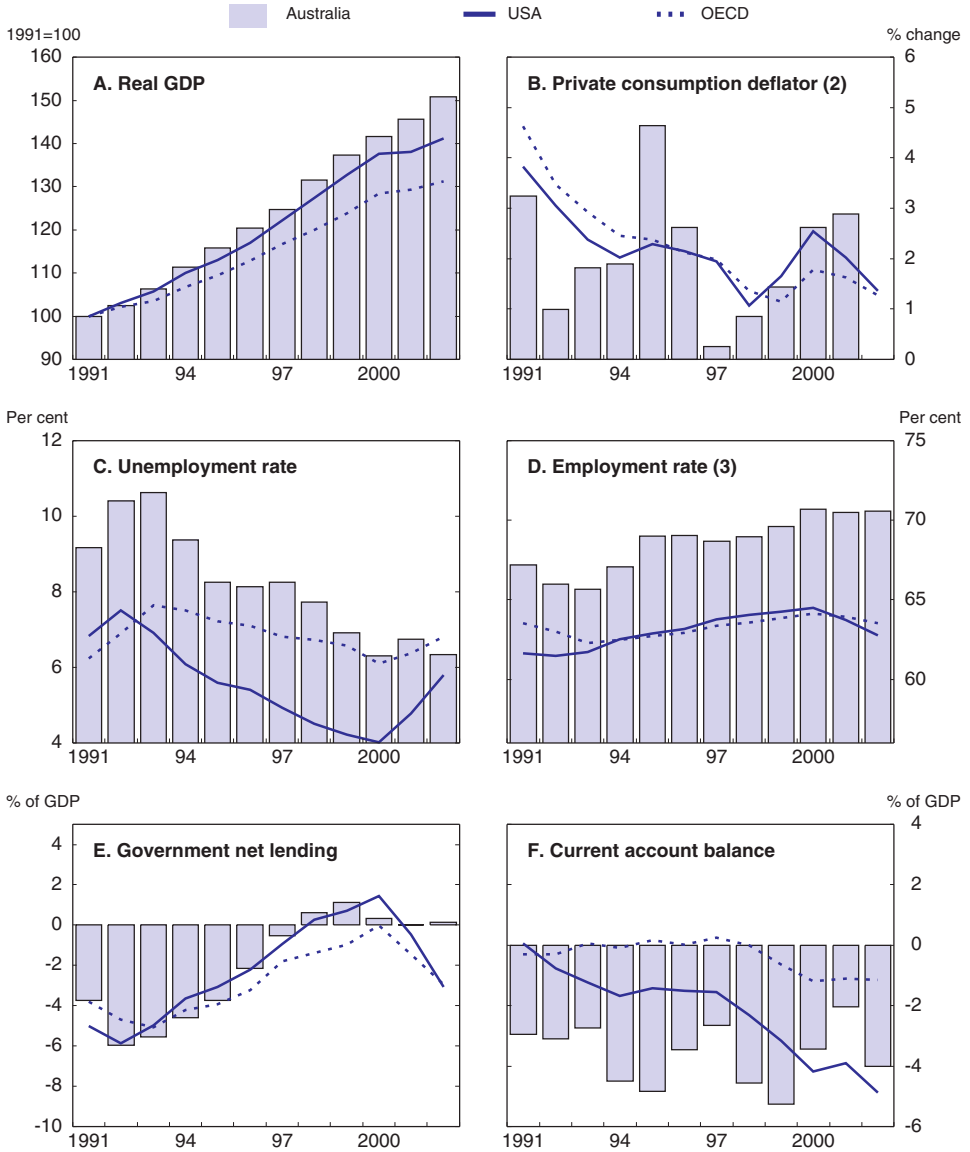 Australia USA OECD
1991=100 % change
160 6
A. Real GDP B. Private consumption deflator (2)
150 5
140 4
130
120 3
110 2
100 1
90 0
1991 94 97 2000 1991 94 97 2000
Per cent Per cent
12 75
C. Unemployment rate D. Employment rate (3)
10 70
8 65
6 60
4
1991 94 97 2000 1991 94 97 2000
% of GDP % of GDP
4 4
E. Government net lending F. Current account balance
2 2
0 0
-2
-4 -2
-6 -4
-8
-10 -6
1991 94 97 2000 1991 94 97 2000